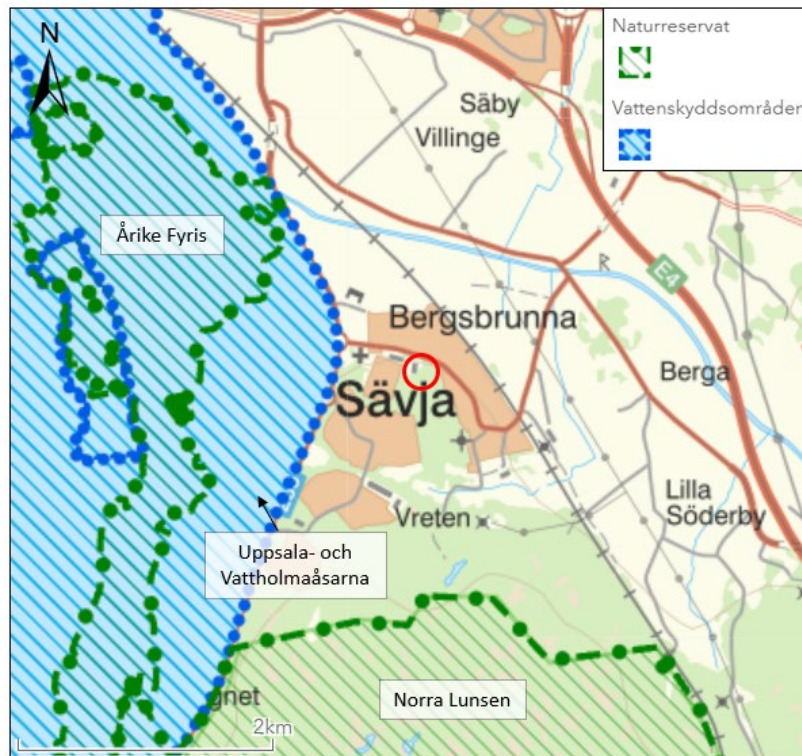 N
Naturreservat
Vattenskyddsområden
Säby
Villinge
Årike Fyris
E4
Bergsbrunna
Berga
Sävja
Lilla
Söderby
Vreten
Uppsala- och
Vattholmaåsarna
Norra Lunsen
gnet
2km